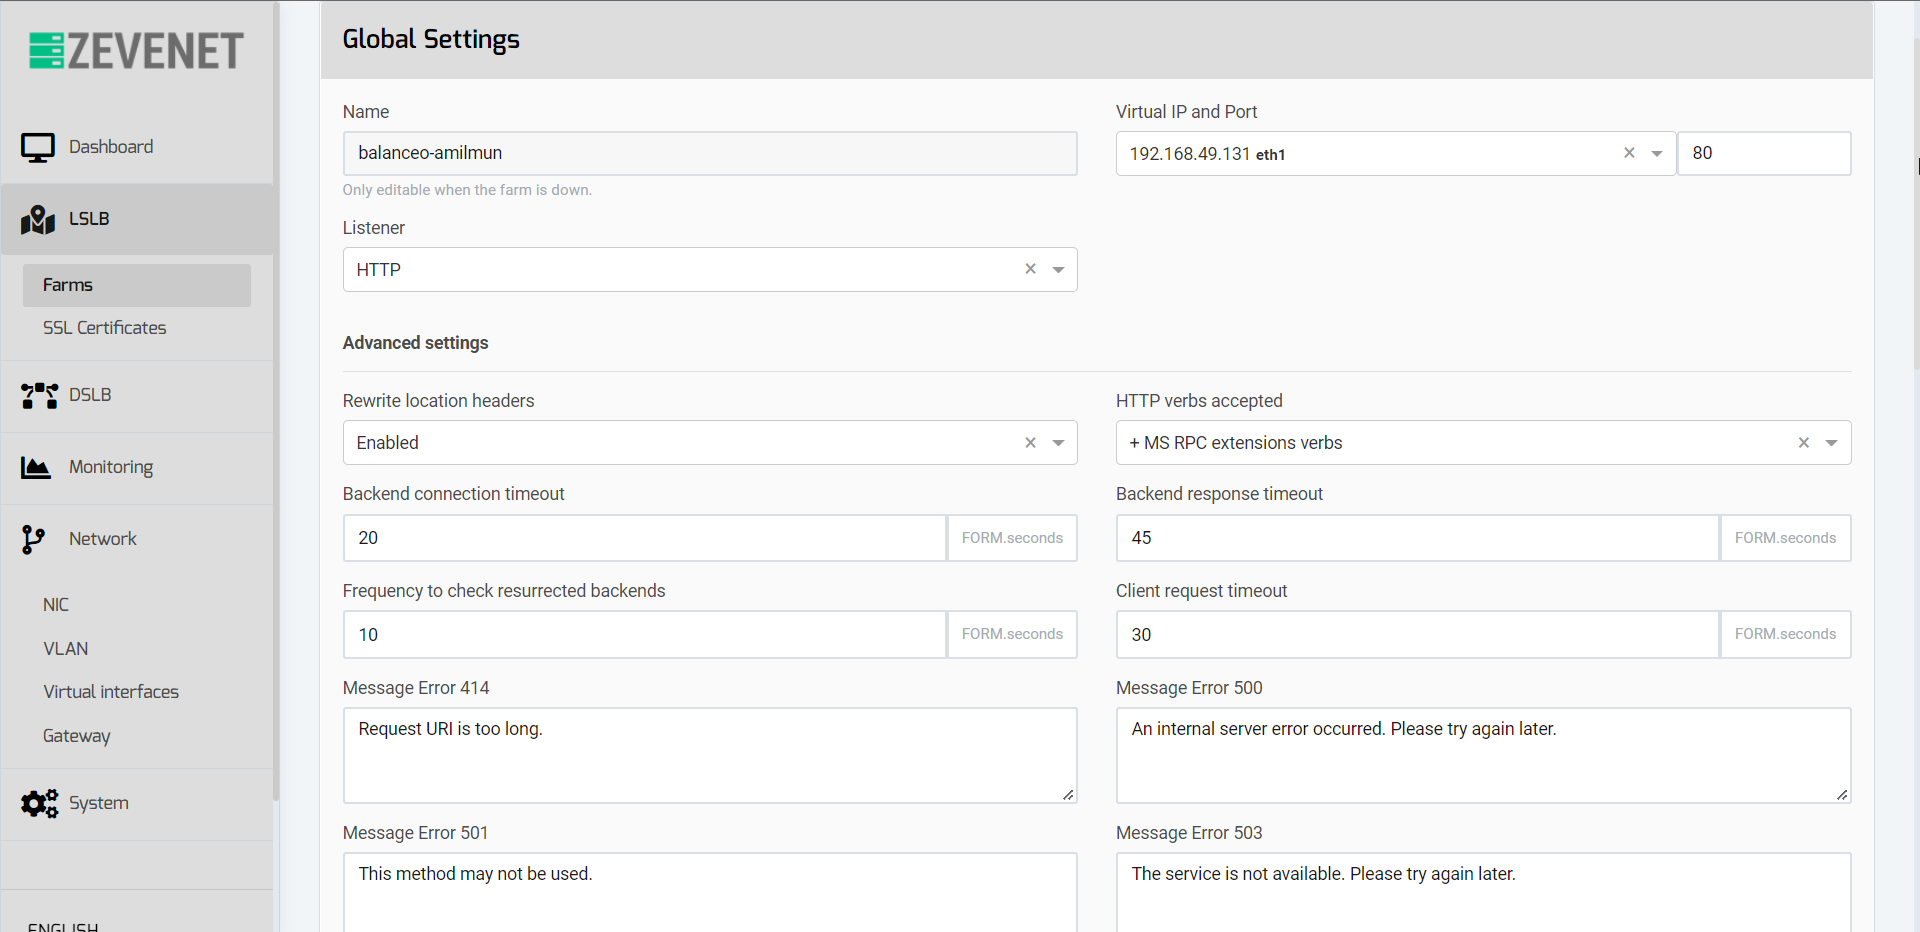 ZEVENET
Dashboard
LSLB
Farms
SSL Certificates
DSLB
Monitoring
Network
NIC
VLAN
Virtual interfaces
Gateway
System
ENGLISH
Global Settings
Name
balanceo-amilmun
Only editable when the farm is down.
Virtual IP and Port
192.168.49.131 eth1 × 80
Listener
HTTP ×
Advanced settings
Rewrite location headers
Enabled ×
HTTP verbs accepted
+ MS RPC extensions verbs ×
Backend connection timeout
20 FORM.seconds
Backend response timeout
45 FORM.seconds
Frequency to check resurrected backends
10 FORM.seconds
Client request timeout
30 FORM.seconds
Message Error 414
Request URI is too long.
Message Error 500
An internal server error occurred. Please try again later.
Message Error 501
This method may not be used.
Message Error 503
The service is not available. Please try again later.